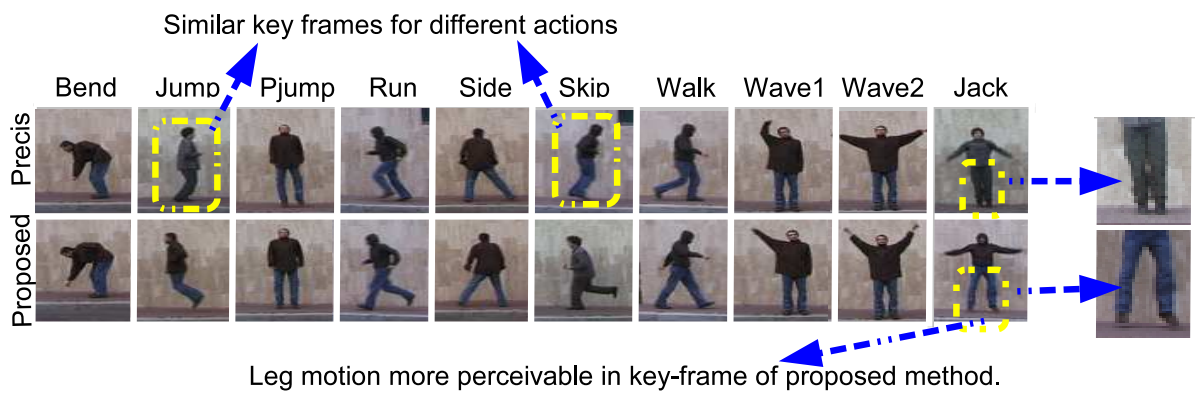 Similar key frames for different actions
Bend Jump Pjump Run Side Skip Walk Wave1 Wave2 Jack
Precis
Proposed
Leg motion more perceivable in key-frame of proposed method.